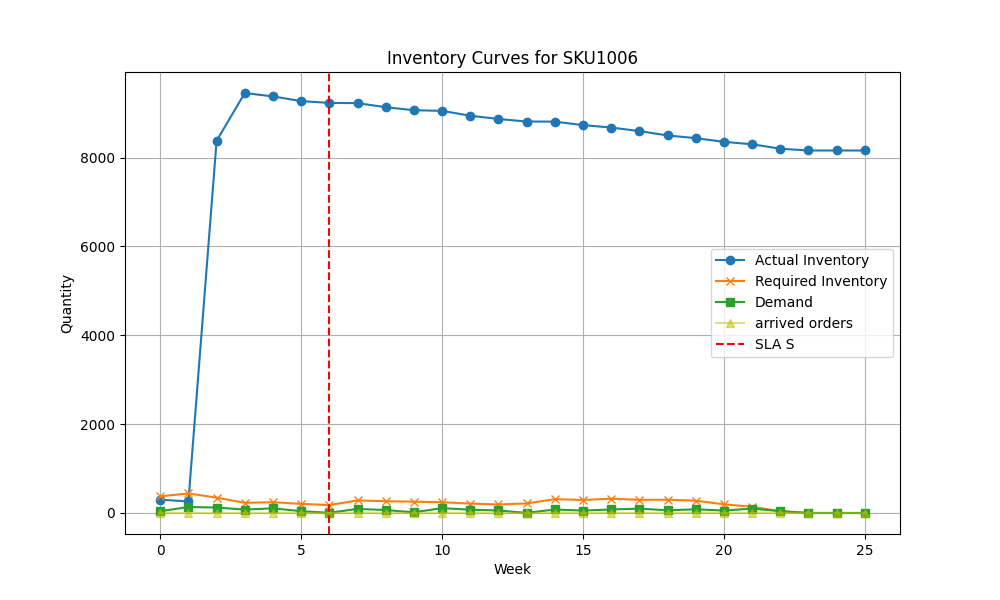 Inventory Curves for SKU1006
Quantity
8000
6000
4000
2000
0
Actual Inventory
Required Inventory
Demand
arrived orders
SLA S
0 5 10 15 20 25
Week